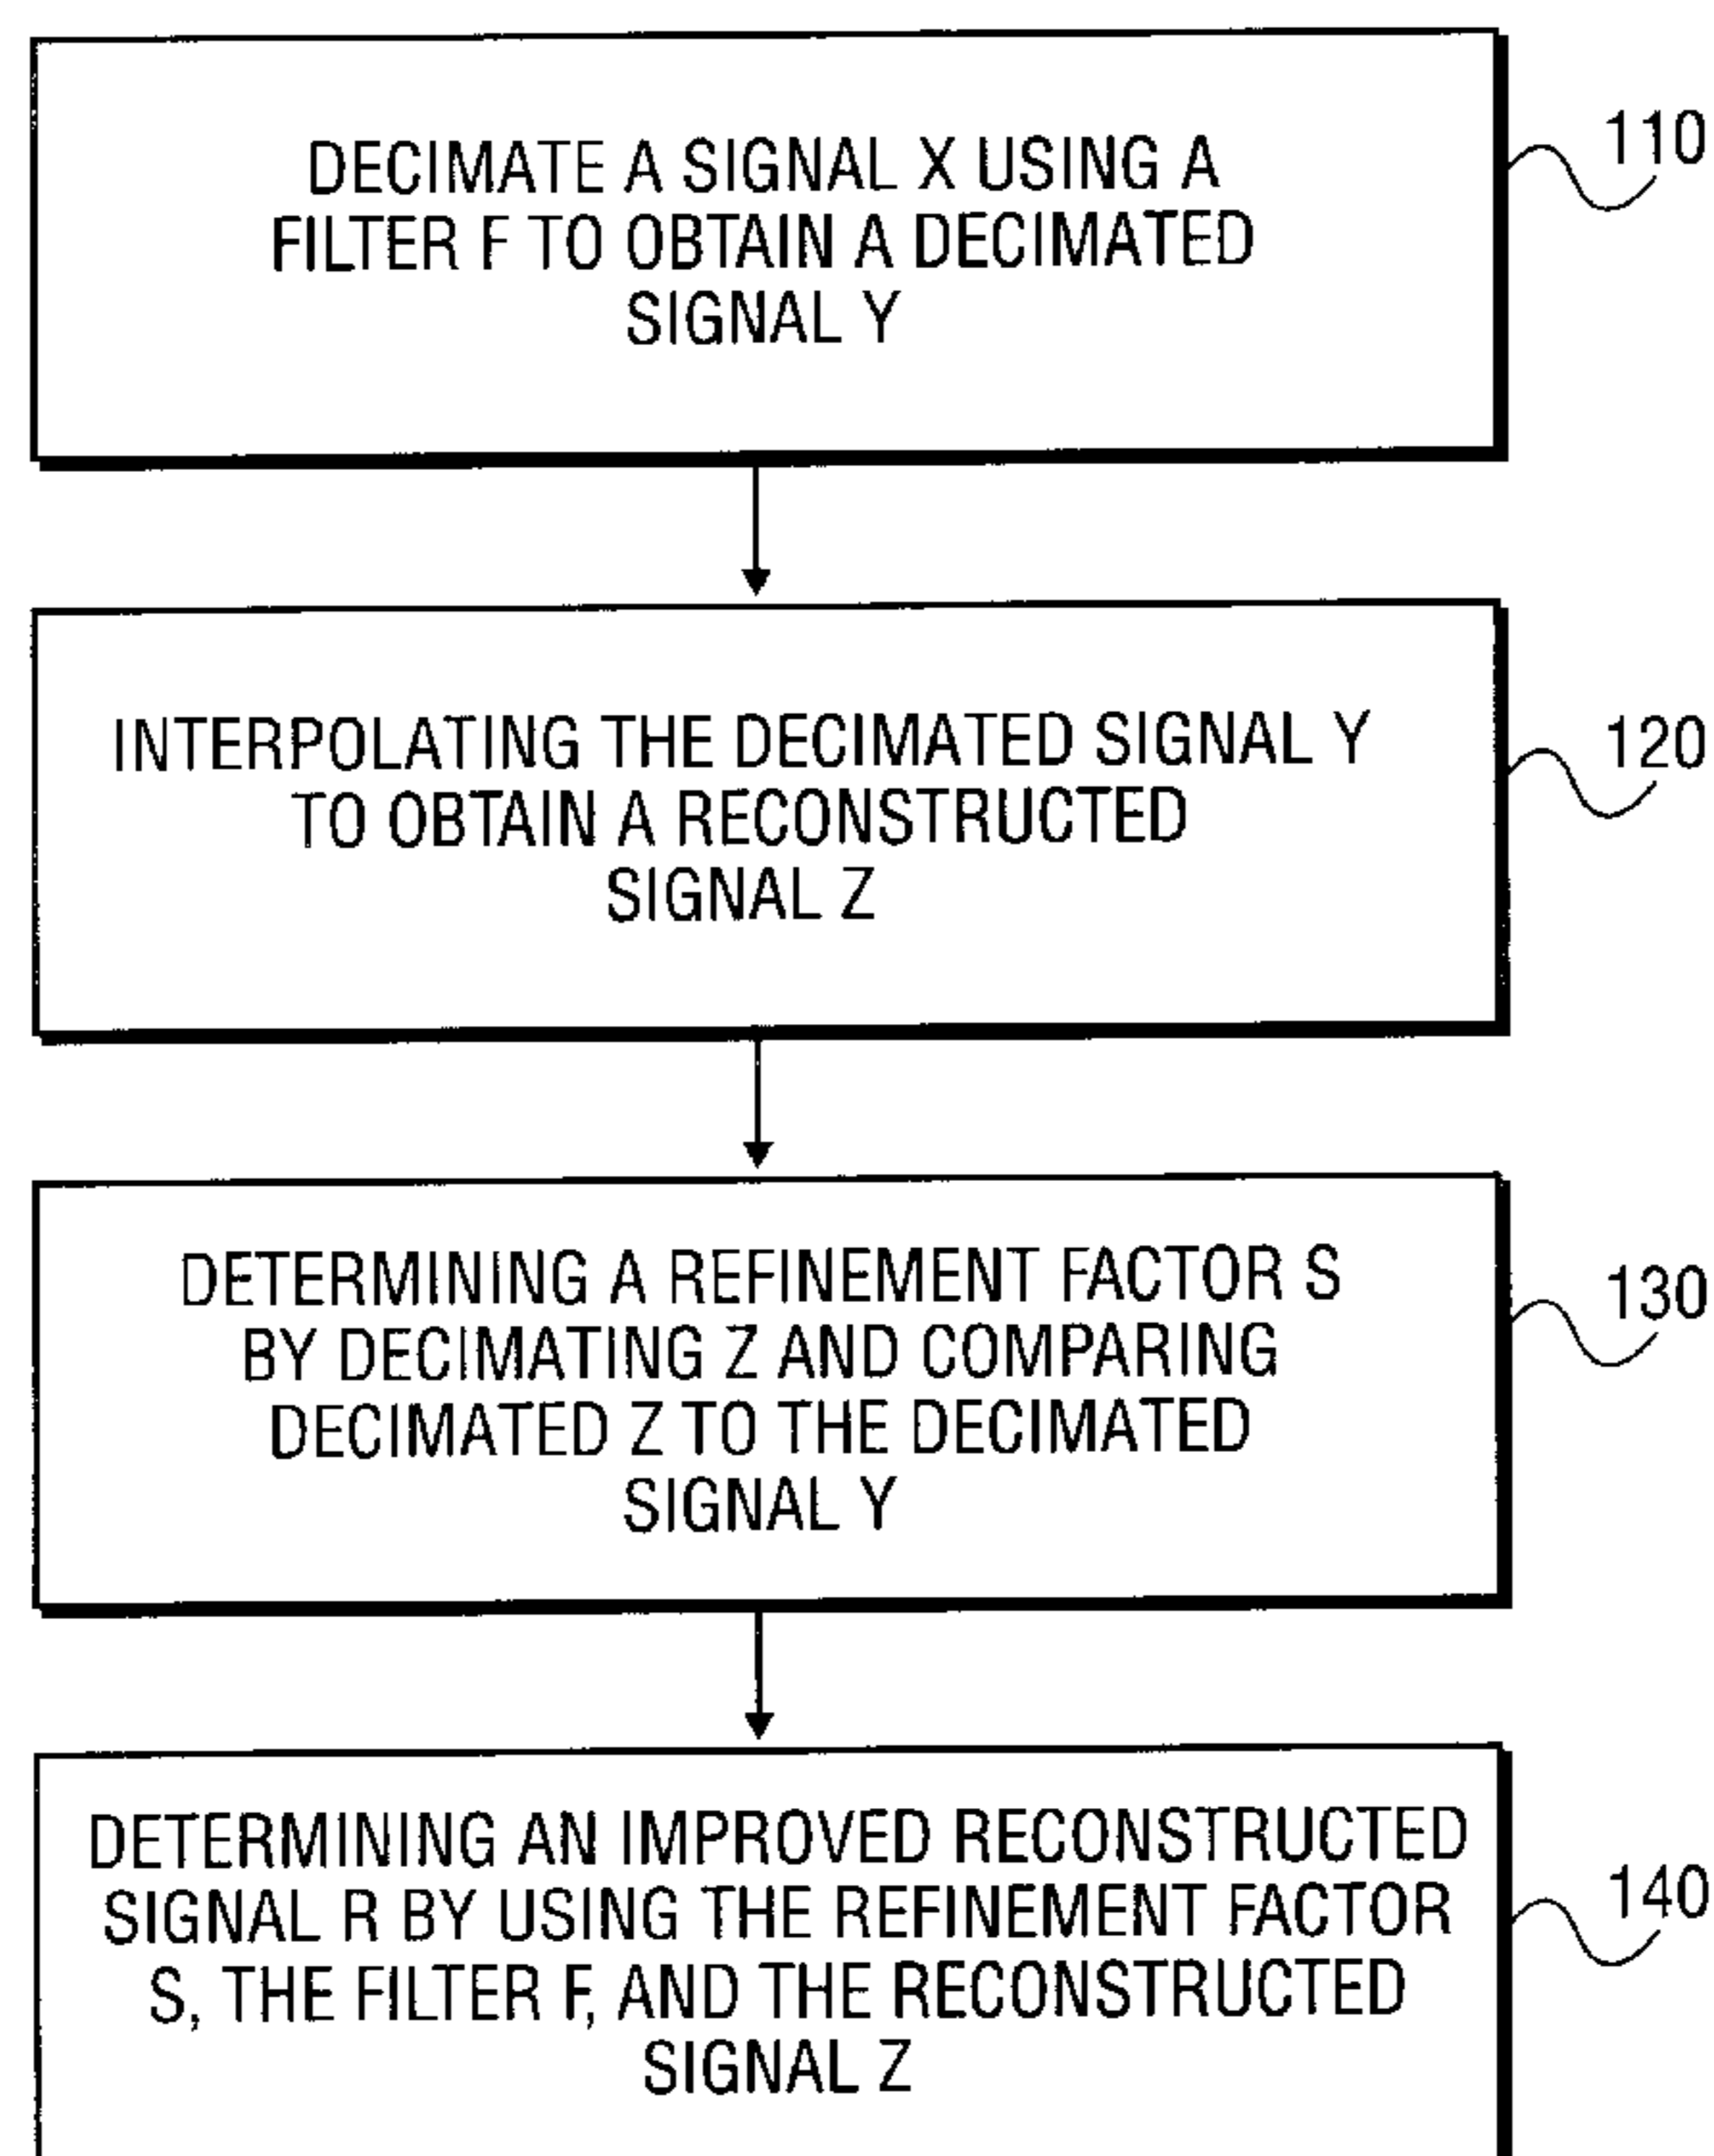 DECIMATE A SIGNAL X USING A
FILTER F TO OBTAIN A DECIMATED
SIGNAL Y
110
INTERPOLATING THE DECIMATED SIGNAL Y
TO OBTAIN A RECONSTRUCTED
SIGNAL Z
120
DETERMINING A REFINEMENT FACTOR S
BY DECIMATING Z AND COMPARING
DECIMATED Z TO THE DECIMATED
SIGNAL Y
130
DETERMINING AN IMPROVED RECONSTRUCTED
SIGNAL R BY USING THE REFINEMENT FACTOR
S, THE FILTER F, AND THE RECONSTRUCTED
SIGNAL Z
140